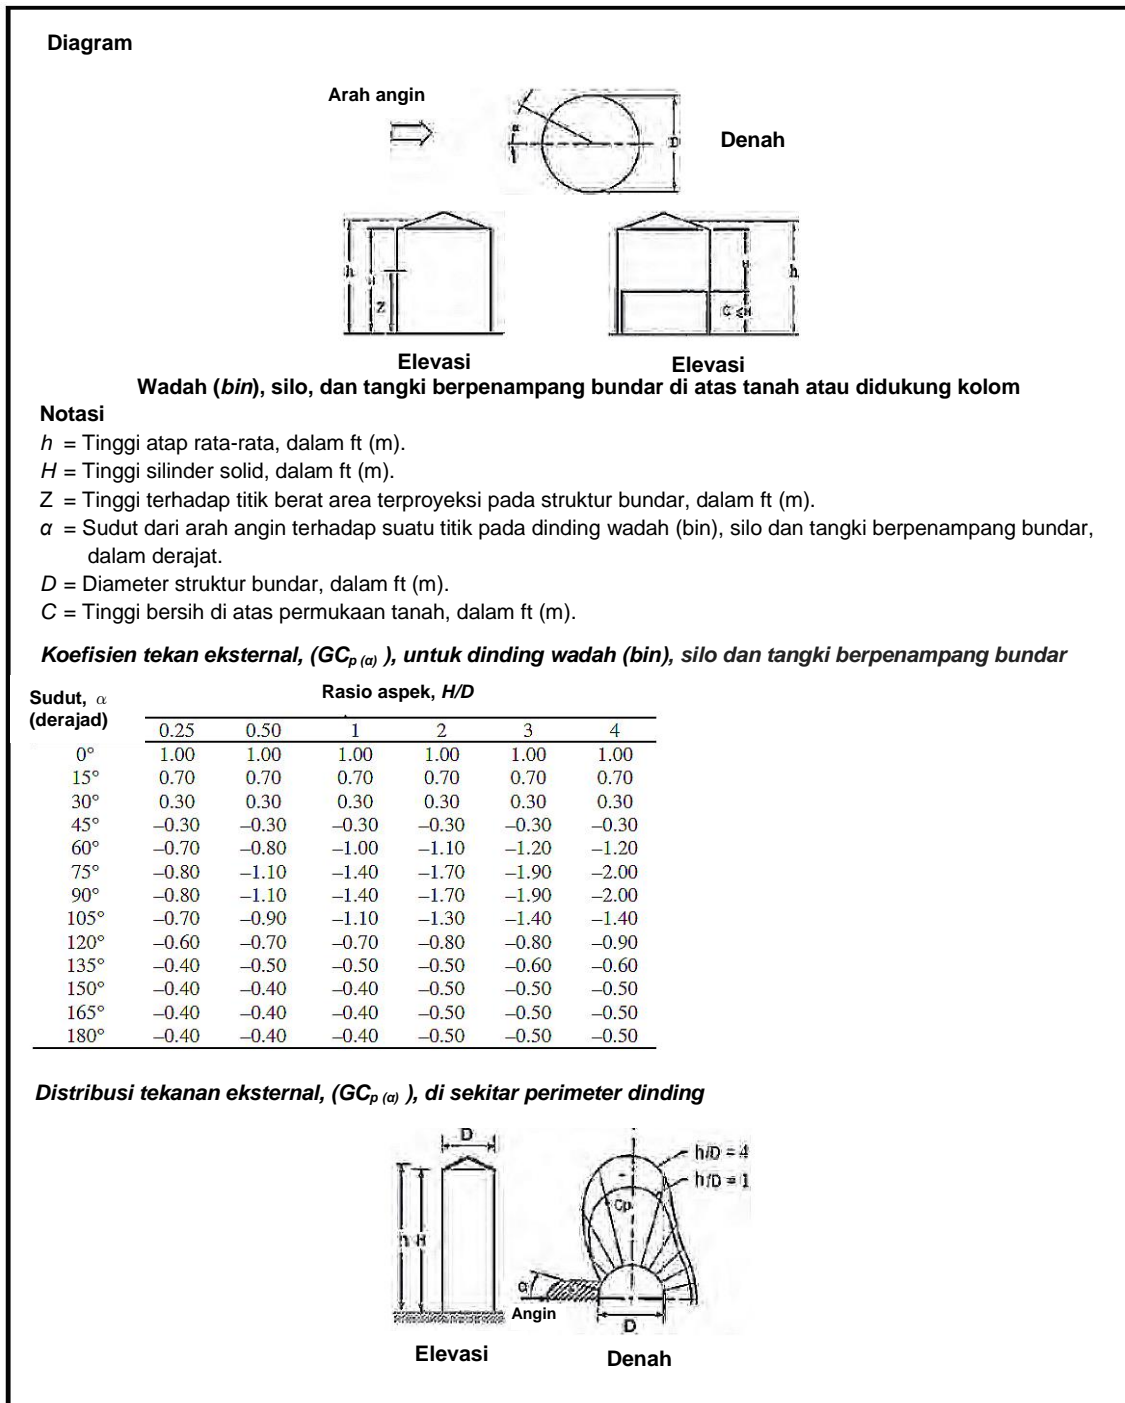 Diagram
Arah angin
α
D
Denah
h
H
Z
H
h
C ≤ H
Elevasi
Elevasi
Wadah (bin), silo, dan tangki berpenampang bundar di atas tanah atau didukung kolom
Notasi
h = Tinggi atap rata-rata, dalam ft (m).
H = Tinggi silinder solid, dalam ft (m).
Z = Tinggi terhadap titik berat area terproyeksi pada struktur bundar, dalam ft (m).
α = Sudut dari arah angin terhadap suatu titik pada dinding wadah (bin), silo dan tangki berpenampang bundar,
dalam derajat.
D = Diameter struktur bundar, dalam ft (m).
C = Tinggi bersih di atas permukaan tanah, dalam ft (m).
Koefisien tekan eksternal, (GCp (α) ), untuk dinding wadah (bin), silo dan tangki berpenampang bundar
Sudut, α
(derajad)
Rasio aspek, H/D
0.25 0.50 1 2 3 4
0° 1.00 1.00 1.00 1.00 1.00 1.00
15° 0.70 0.70 0.70 0.70 0.70 0.70
30° 0.30 0.30 0.30 0.30 0.30 0.30
45° –0.30 –0.30 –0.30 –0.30 –0.30 –0.30
60° –0.70 –0.80 –1.00 –1.10 –1.20 –1.20
75° –0.80 –1.10 –1.40 –1.70 –1.90 –2.00
90° –0.80 –1.10 –1.40 –1.70 –1.90 –2.00
105° –0.70 –0.90 –1.10 –1.30 –1.40 –1.40
120° –0.60 –0.70 –0.70 –0.80 –0.80 –0.90
135° –0.40 –0.50 –0.50 –0.50 –0.60 –0.60
150° –0.40 –0.40 –0.40 –0.50 –0.50 –0.50
165° –0.40 –0.40 –0.40 –0.50 –0.50 –0.50
180° –0.40 –0.40 –0.40 –0.50 –0.50 –0.50
Distribusi tekanan eksternal, (GCp (α) ), di sekitar perimeter dinding
D
h/D = 4
h/D = 1
Cp
h H
α
Angin
D
Elevasi
Denah